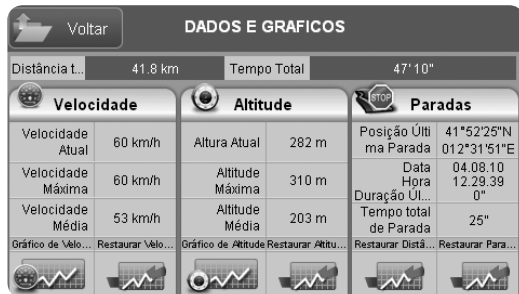 Voltar
DADOS E GRAFICOS
Distância t... 41.8 km Tempo Total 47'10"
Velocidade
Velocidade Atual 60 km/h
Velocidade Máxima 60 km/h
Velocidade Média 53 km/h
Gráfico de Velo... Restaurar Velo...
Altitude
Altura Atual 282 m
Altitude Máxima 310 m
Altitude Média 203 m
Gráfico de Altitude Restaurar Altitu...
STOP
Paradas
Posição Últi
ma Parada
41°52'25"N
012°31'51"E
Data
Hora
Duração Úl...
04.08.10
12.29.39
0"
Tempo total
de Parada
25"
Restaurar Distâ... Restaurar Para...